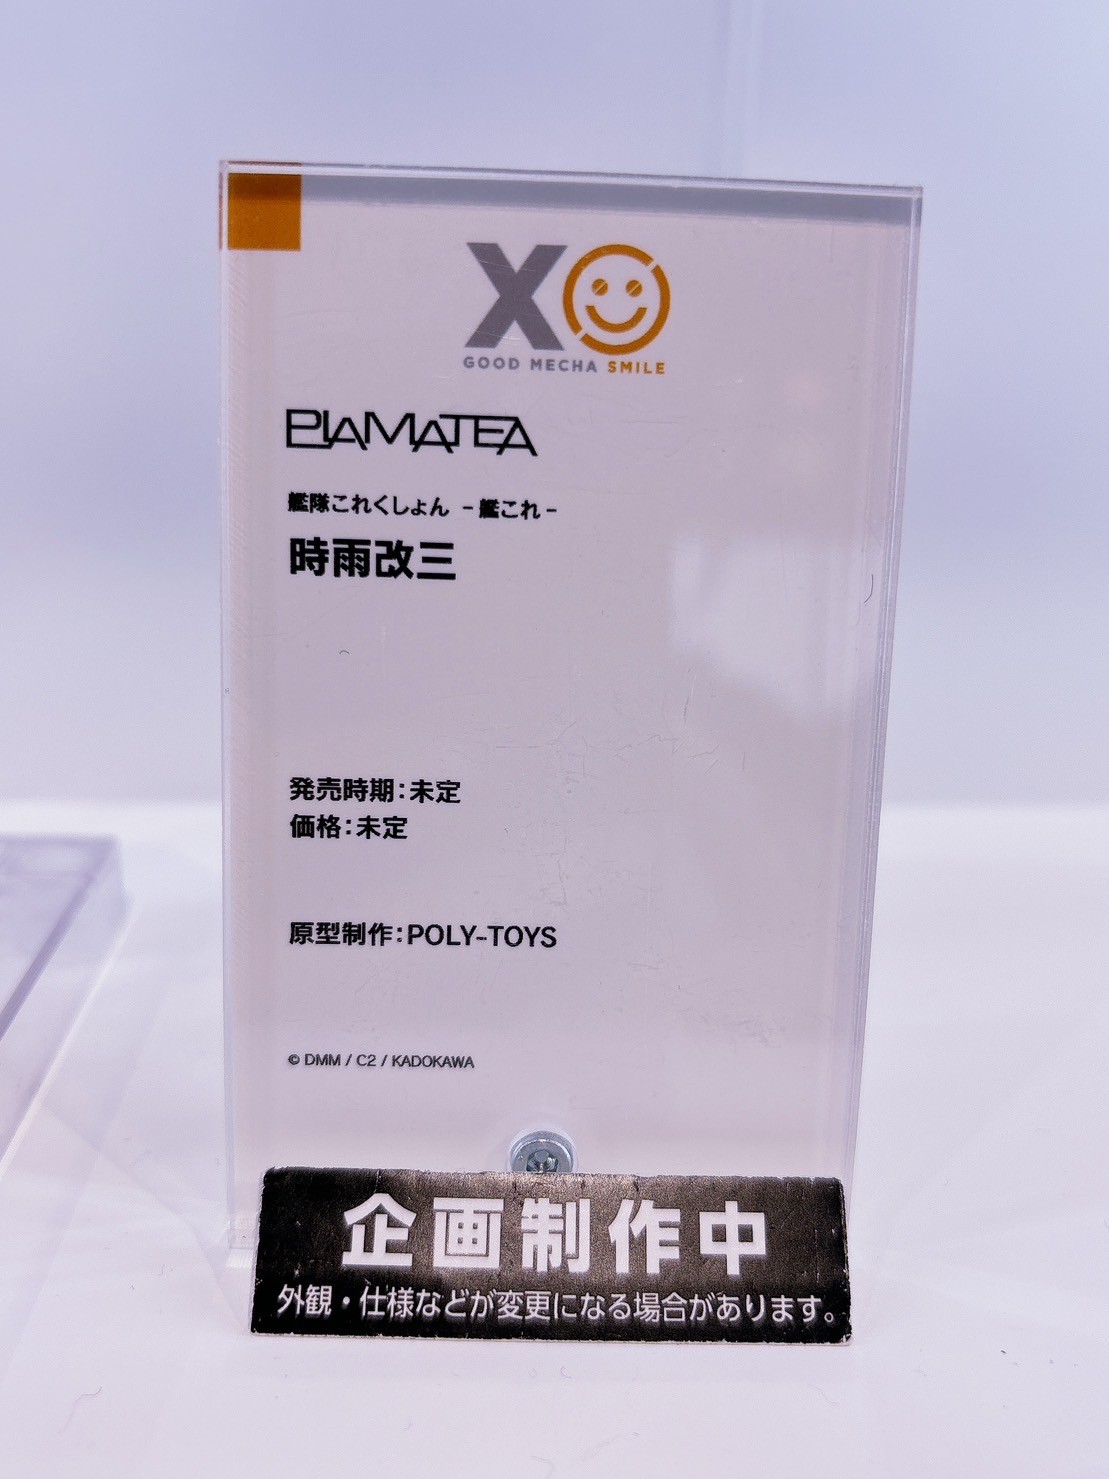 XO
GOOD MECHA SMILE
PLAMATEA
艦隊これくしょん -艦これ-
時雨改三
発売時期:未定
価格:未定
原型制作:POLY-TOYS
© DMM / C2 / KADOKAWA
企画制作中
外観・仕様などが変更になる場合があります。